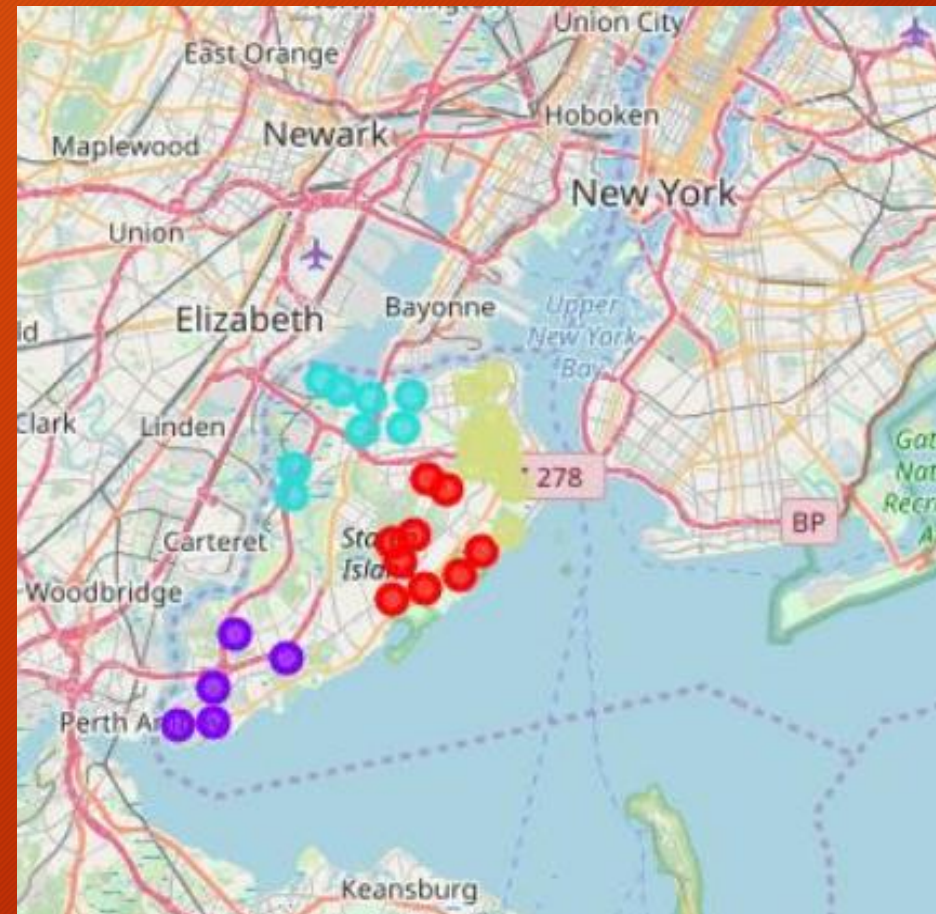 Union City
East Orange
Newark
Hoboken
Maplewood
New York
Union
Bayonne
Upper
New York
Bay
Elizabeth
Clark
Linden
278
BP
Carteret
Woodbridge
Keansburg